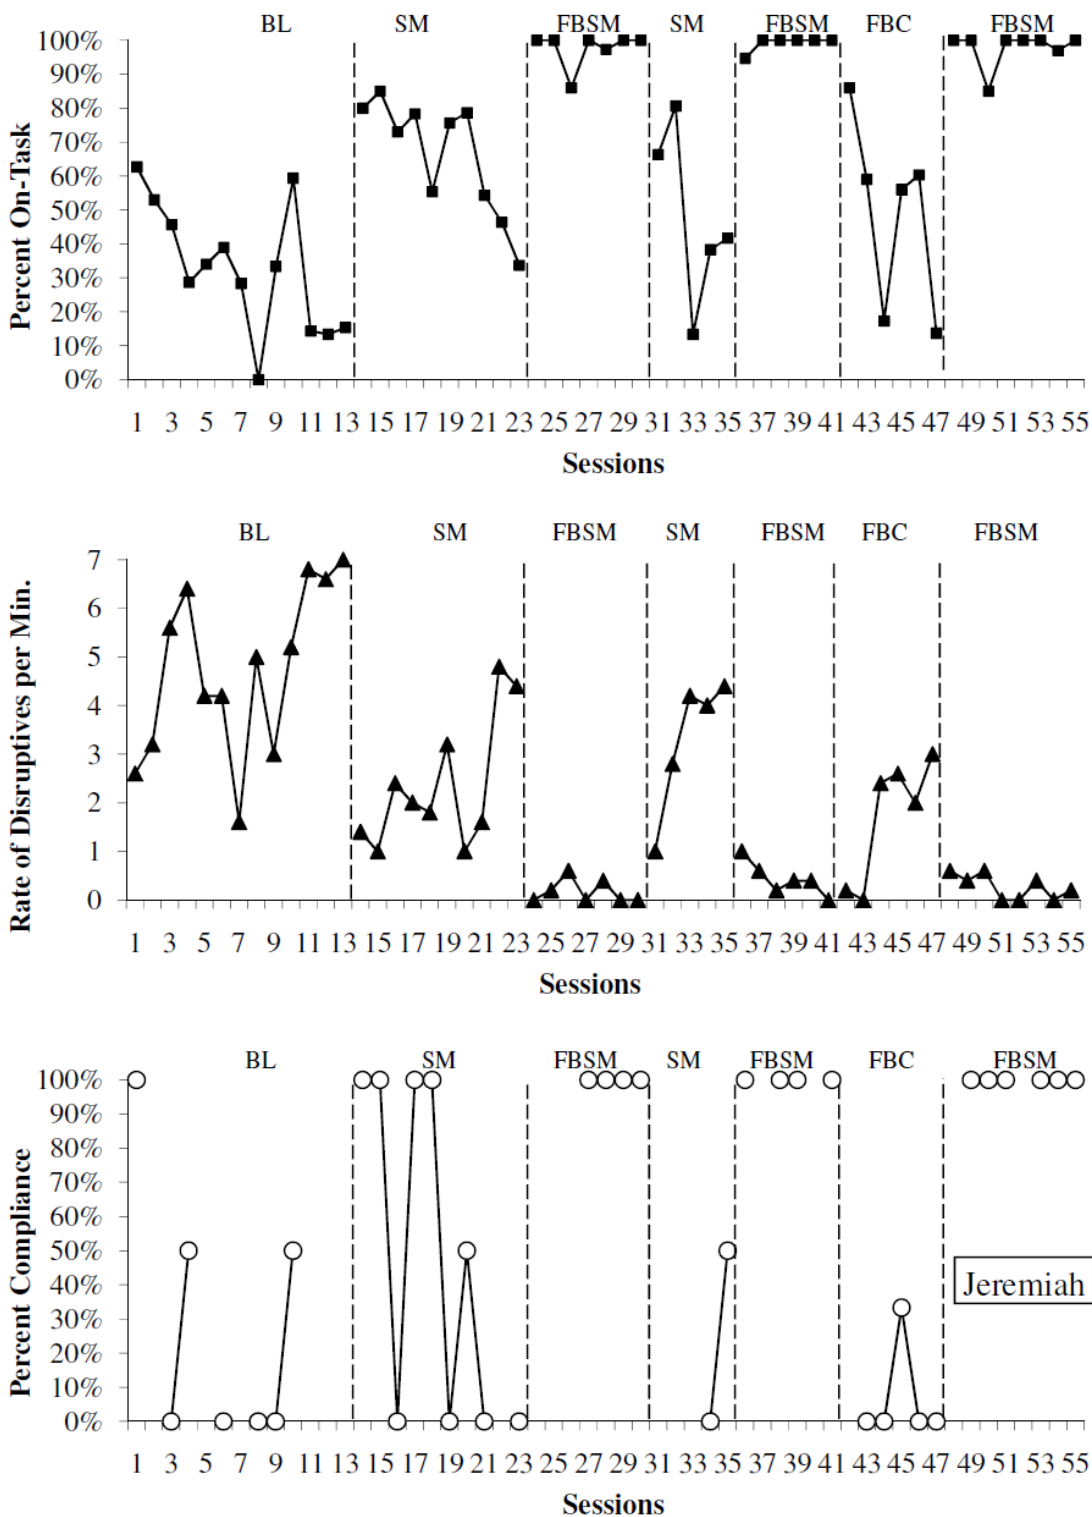 BL SM FBSM SM FBSM FBC FBSM
Percent On-Task
100%
90%
80%
70%
60%
50%
40%
30%
20%
10%
0%
1 3 5 7 9 11 13 15 17 19 21 23 25 27 29 31 33 35 37 39 41 43 45 47 49 51 53 55
Sessions
BL SM FBSM SM FBSM FBC FBSM
Rate of Disruptives per Min.
7
6
5
4
3
2
1
0
1 3 5 7 9 11 13 15 17 19 21 23 25 27 29 31 33 35 37 39 41 43 45 47 49 51 53 55
Sessions
BL SM FBSM SM FBSM FBC FBSM
Percent Compliance
100%
90%
80%
70%
60%
50%
40%
30%
20%
10%
0%
Jeremiah
1 3 5 7 9 11 13 15 17 19 21 23 25 27 29 31 33 35 37 39 41 43 45 47 49 51 53 55
Sessions